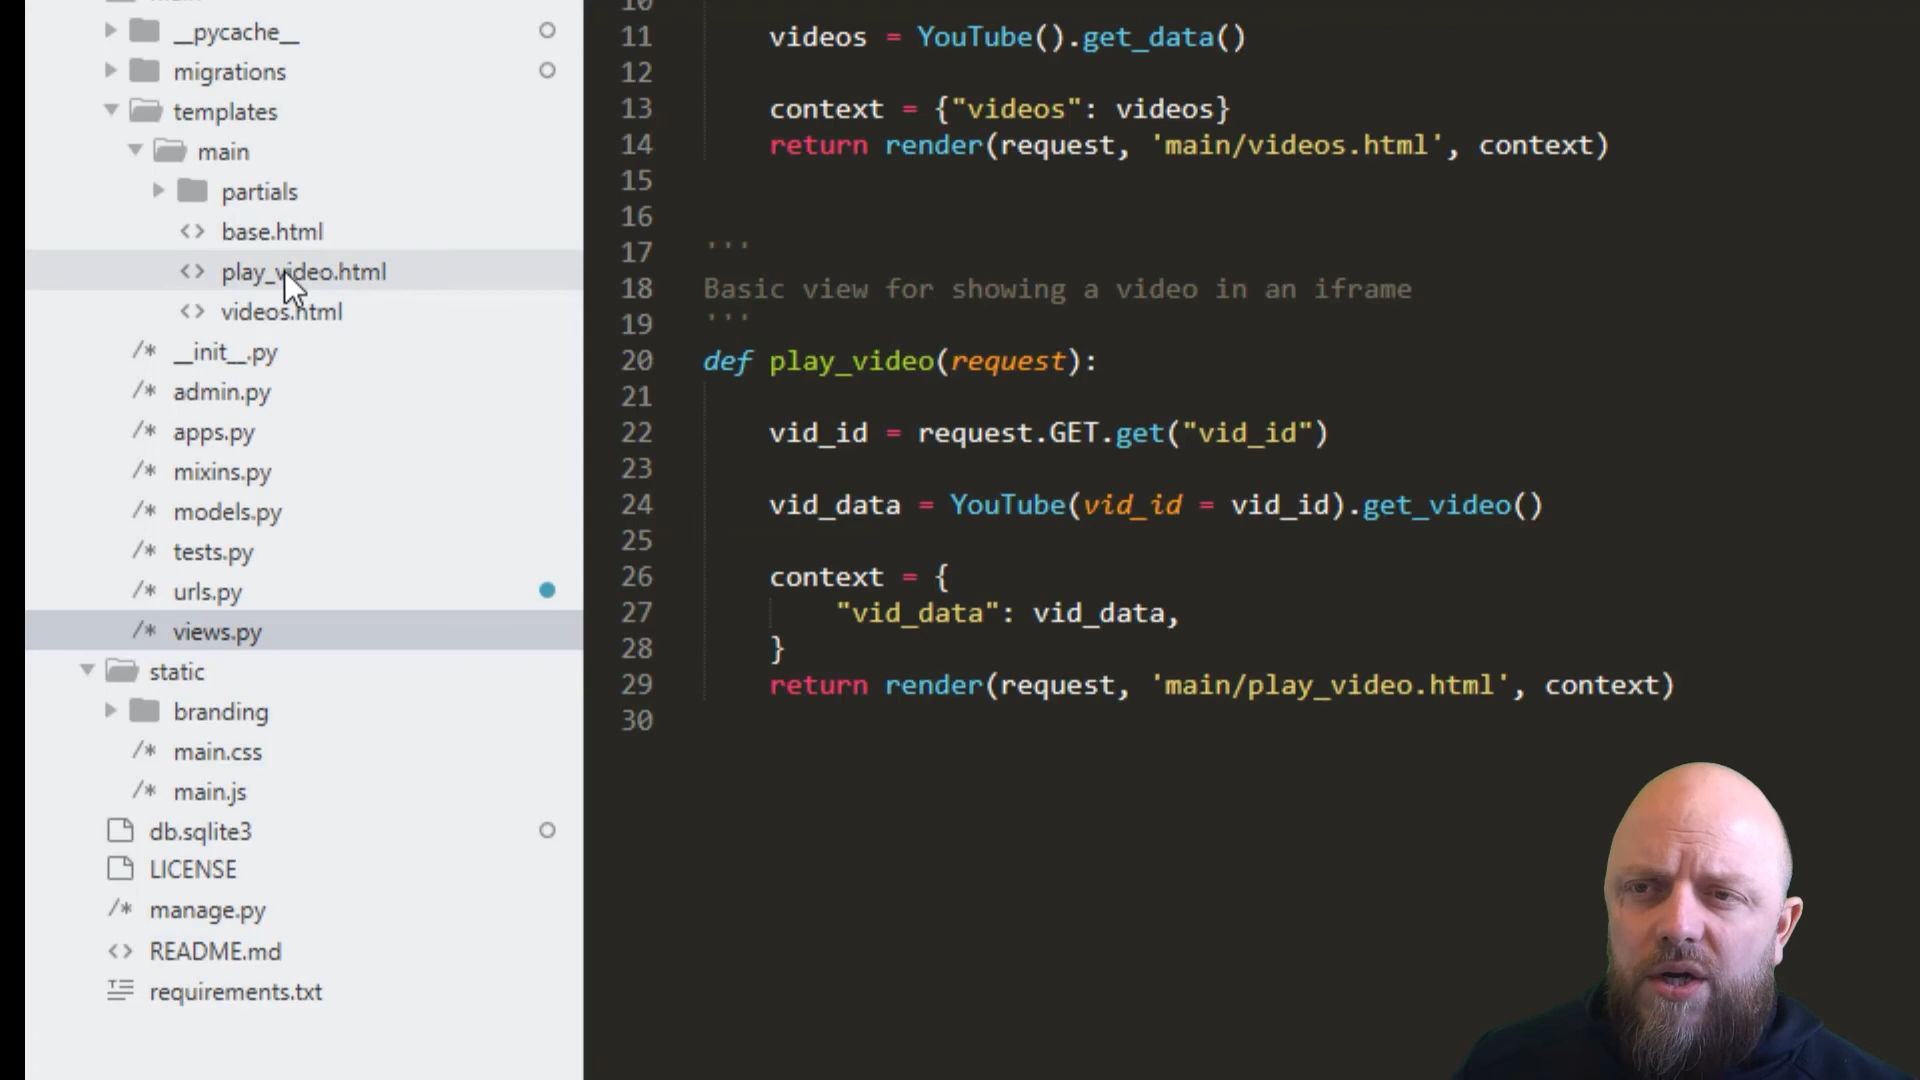 __pycache__
migrations
templates
main
partials
base.html
play_video.html
videos.html
/* __init__.py
/* admin.py
/* apps.py
/* mixins.py
/* models.py
/* tests.py
/* urls.py
/* views.py
static
branding
/* main.css
/* main.js
db.sqlite3
LICENSE
/* manage.py
<> README.md
requirements.txt
11 videos = YouTube().get_data()
12
13 context = {"videos": videos}
14 return render(request, 'main/videos.html', context)
15
16
17 '''
18 Basic view for showing a video in an iframe
19 '''
20 def play_video(request):
21
22 vid_id = request.GET.get("vid_id")
23
24 vid_data = YouTube(vid_id = vid_id).get_video()
25
26 context = {
27 "vid_data": vid_data,
28 }
29 return render(request, 'main/play_video.html', context)
30